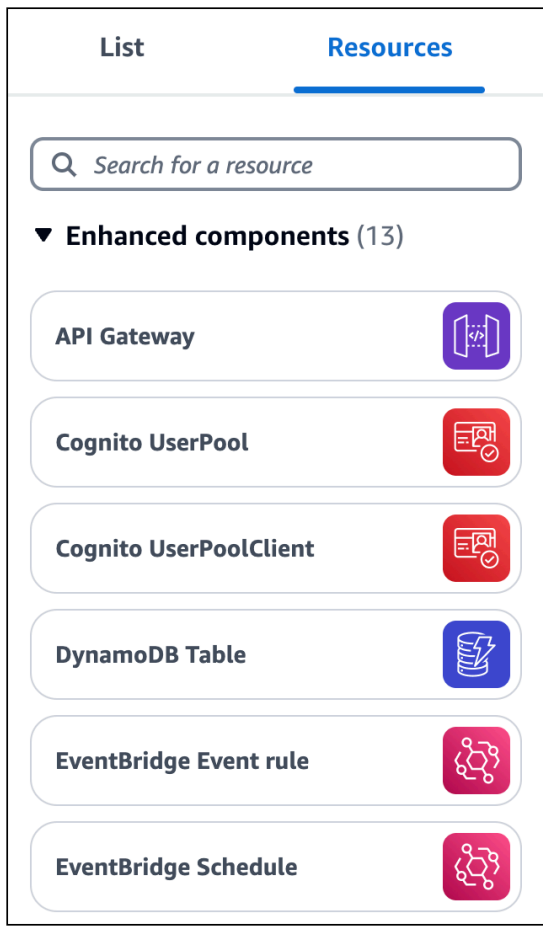 List Resources
Search for a resource
Enhanced components (13)
API Gateway
Cognito UserPool
Cognito UserPoolClient
DynamoDB Table
EventBridge Event rule
EventBridge Schedule